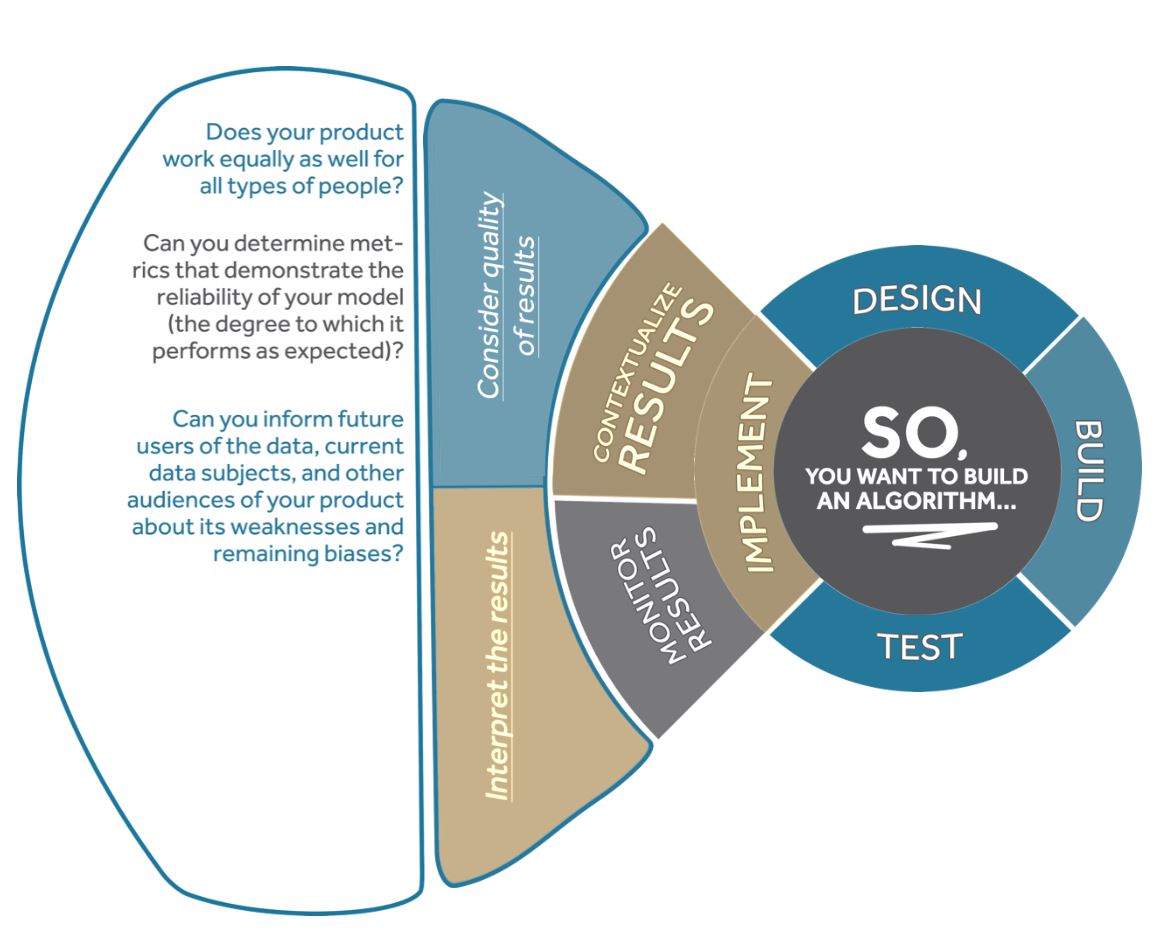 Does your product
work equally as well for
all types of people?
Can you determine met-
rics that demonstrate the
reliability of your model
(the degree to which it
performs as expected)?
Can you inform future
users of the data, current
data subjects, and other
audiences of your product
about its weaknesses and
remaining biases?
Consider quality
of results
Interpret the results
CONTEXTUALIZE
RESULTS
MONITOR
RESULTS
IMPLEMENT
DESIGN
BUILD
TEST
SO,
YOU WANT TO BUILD
AN ALGORITHM...